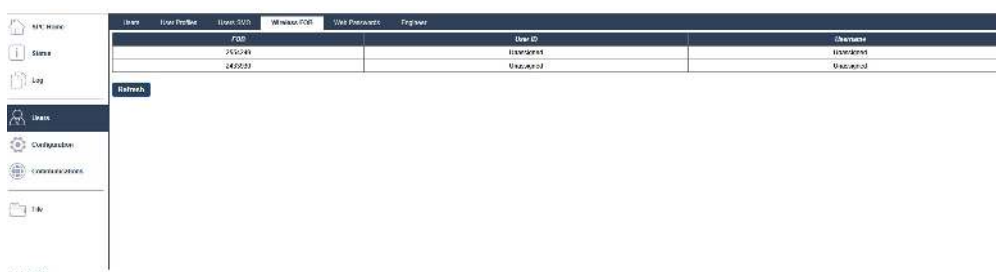 SPC Home
Status
Log
Users
Configuration
Communications
File
Users User Profiles Users SMS Wireless FOB Web Passwords Engineer
FOB User ID Username
Unassigned Unassigned
Unassigned Unassigned
Refresh